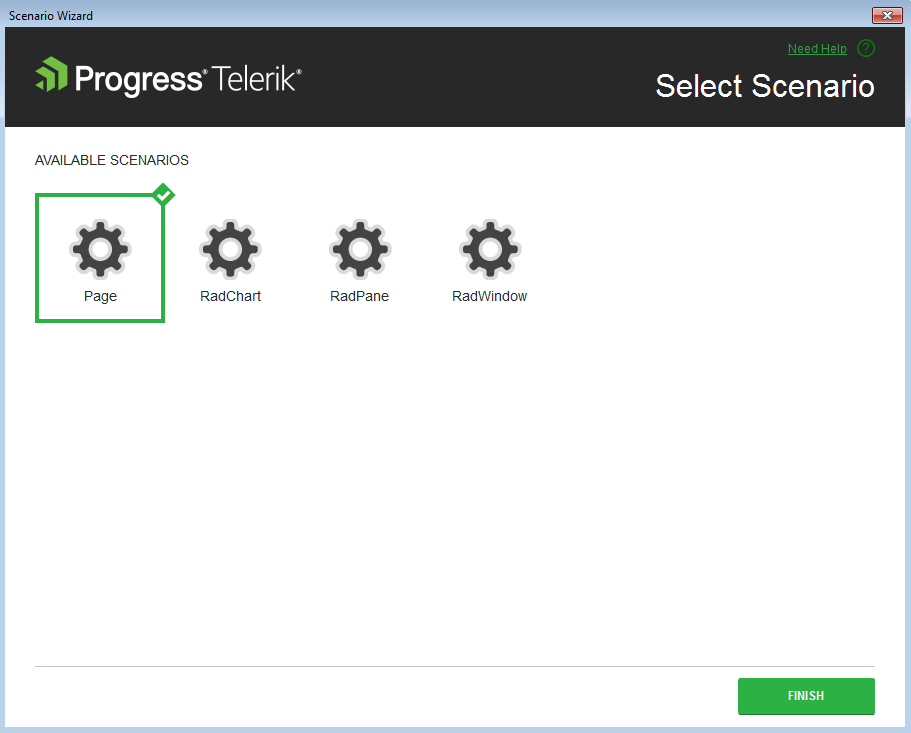 Scenario Wizard
Need Help ?
Progress® Telerik®
Select Scenario
AVAILABLE SCENARIOS
Page RadChart RadPane RadWindow
FINISH